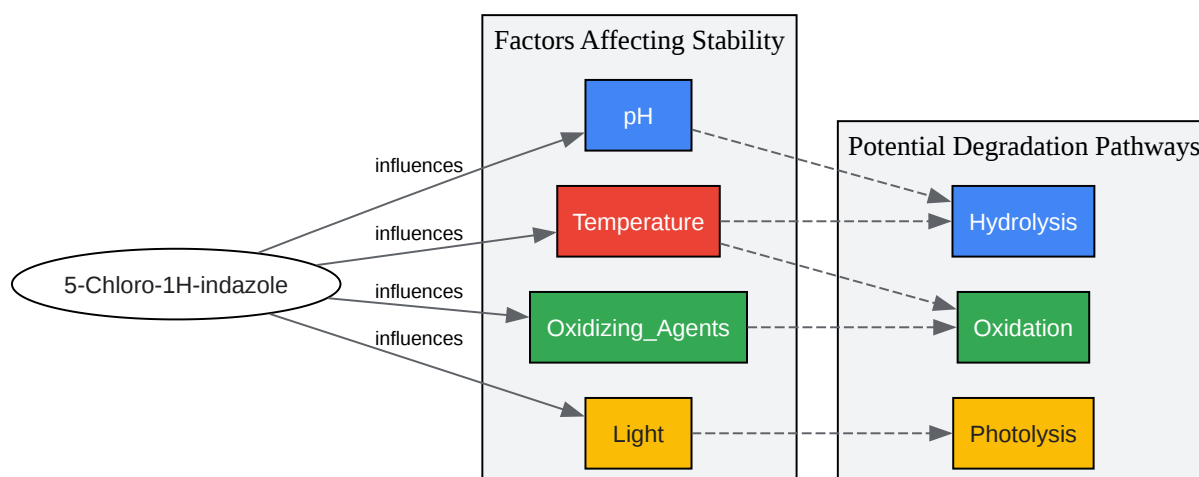 Factors Affecting Stability
pH
influences
Potential Degradation Pathways
Temperature
Hydrolysis
influences
5-Chloro-1H-indazole
influences
Oxidizing_Agents
Oxidation
influences
Light
Photolysis